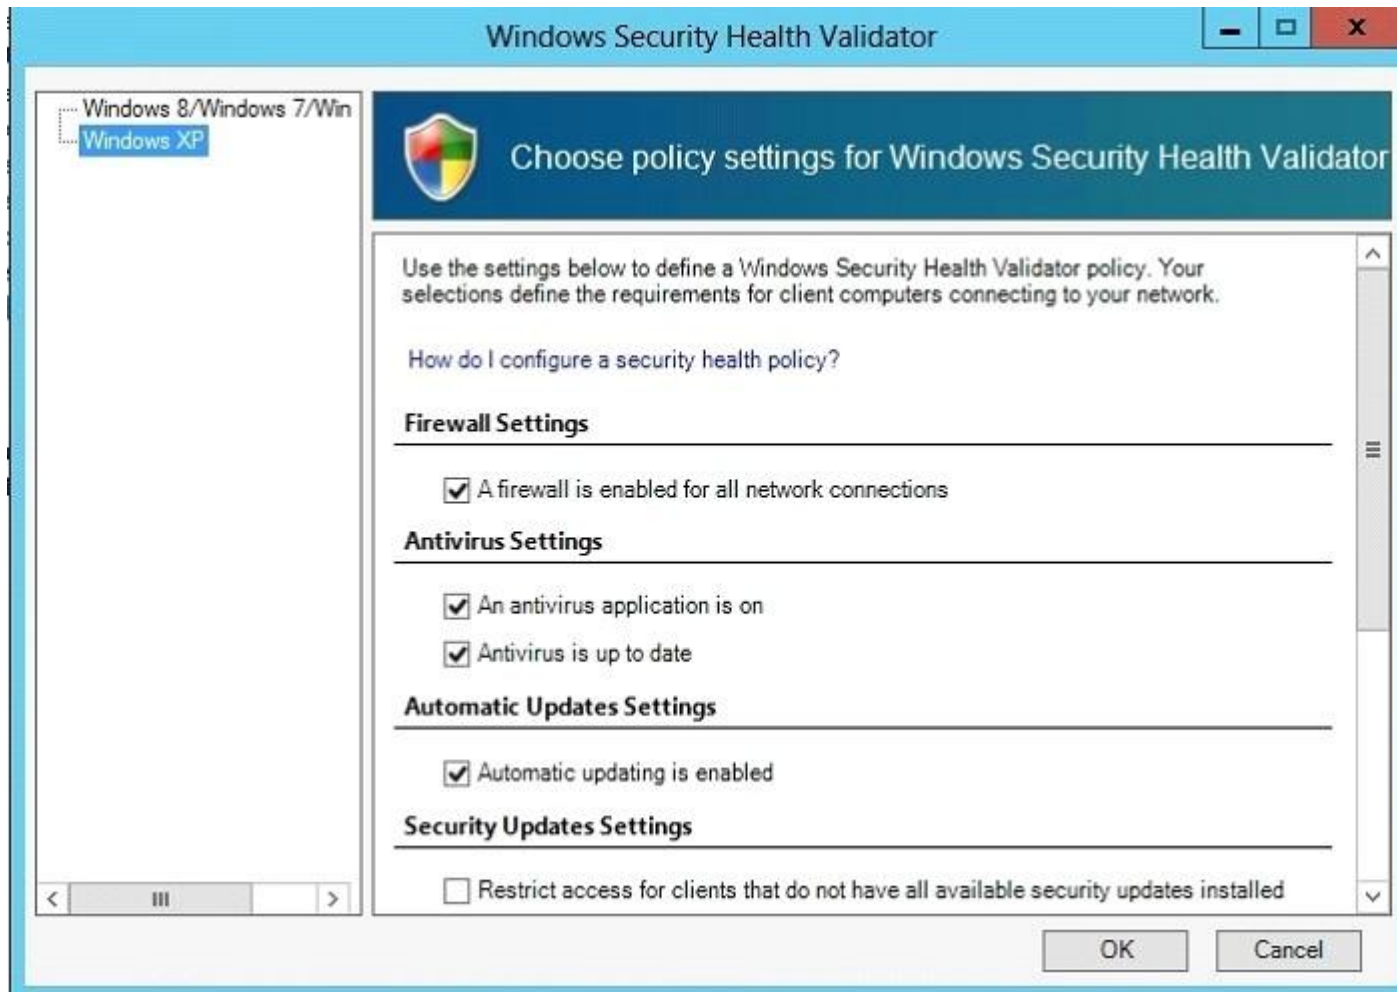 Windows Security Health Validator
Windows 8/Windows 7/Win
Windows XP
Choose policy settings for Windows Security Health Validator
Use the settings below to define a Windows Security Health Validator policy. Your
selections define the requirements for client computers connecting to your network.
How do I configure a security health policy?
Firewall Settings
A firewall is enabled for all network connections
Antivirus Settings
An antivirus application is on
Antivirus is up to date
Automatic Updates Settings
Automatic updating is enabled
Security Updates Settings
Restrict access for clients that do not have all available security updates installed
OK
Cancel